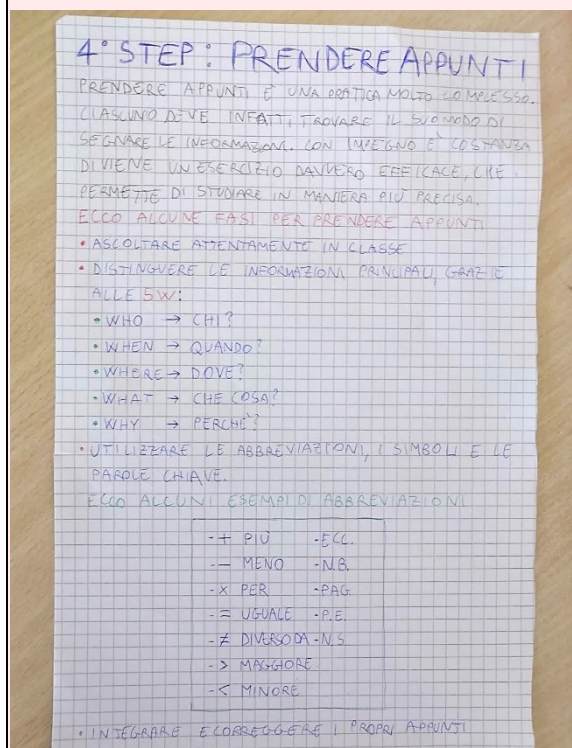 4° STEP: PRENDERE APPUNTI
PRENDERE APPUNTI È UNA PRATICA MOLTO COMPLESSO.
CIASCUNO DEVE INFATTI, TROVARE IL SUO MODO DI
SEGNARE LE INFORMAZIONI. CON IMPEGNO E COSTANZA
DIVIENE UN ESERCIZIO DAVVERO EFFICACE, CHE
PERMETTE DI STUDIARE IN MANIERA PIÙ PRECISA.
ECCO ALCUNE FASI PER PRENDERE APPUNTI
• ASCOLTARE ATTENTAMENTE IN CLASSE
• DISTINGUERE LE INFORMAZIONI PRINCIPALI, GRAZIE
ALLE 5W:
• WHO → CHI?
• WHEN → QUANDO?
• WHERE → DOVE?
• WHAT → CHE COSA?
• WHY → PERCHÈ?
• UTILIZZARE LE ABBREVIAZIONI, I SIMBOLI E LE
PAROLE CHIAVE.
ECCO ALCUNI ESEMPI DI ABBREVIAZIONI
-+ PIÙ -ECC.
-- MENO -N.B.
-X PER -PAG.
-= UGUALE -P.E.
-≠ DIVERSO DA -N.S.
-> MAGGIORE
-< MINORE
• INTEGRARE E CORREGGERE I PROPRI APPUNTI